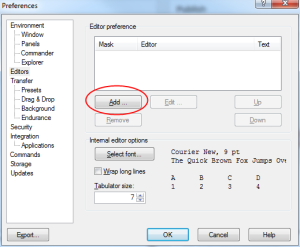 Preferences
Environment
Window
Panels
Commander
Explorer
Editors
Transfer
Presets
Drag & Drop
Background
Endurance
Security
Integration
Applications
Commands
Storage
Updates
Editor preference
Mask Editor Text
Add ... Edit ... Up
Remove Down
Internal editor options
Select font...
Wrap long lines
Tabulator size:
7
Courier New, 9 pt
The Quick Brown Fox Jumps Ove
A B C D
1 2 3 4
Export... OK Cancel Help